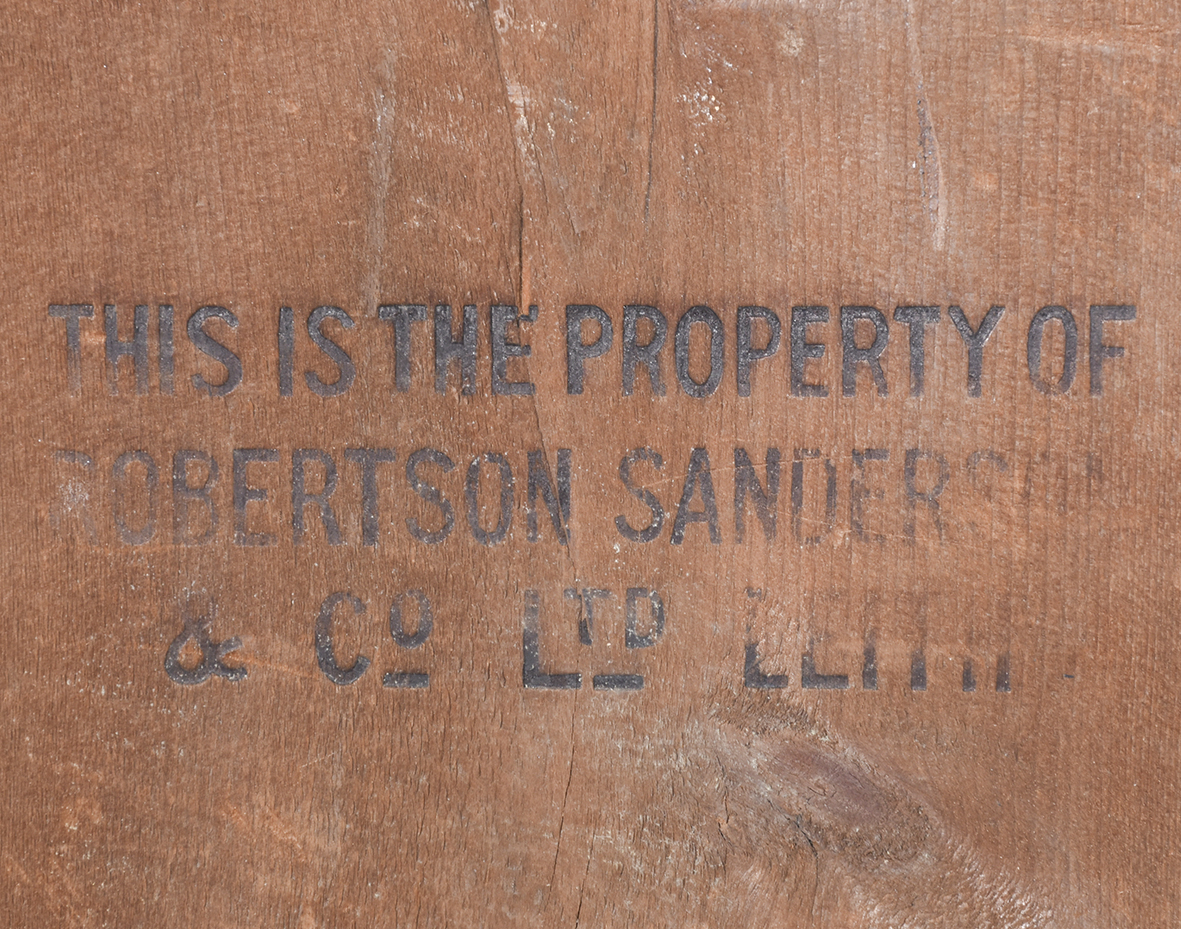 THIS IS THE PROPERTY OF
ROBERTSON SANDERSON
& Cº LTD LEITH